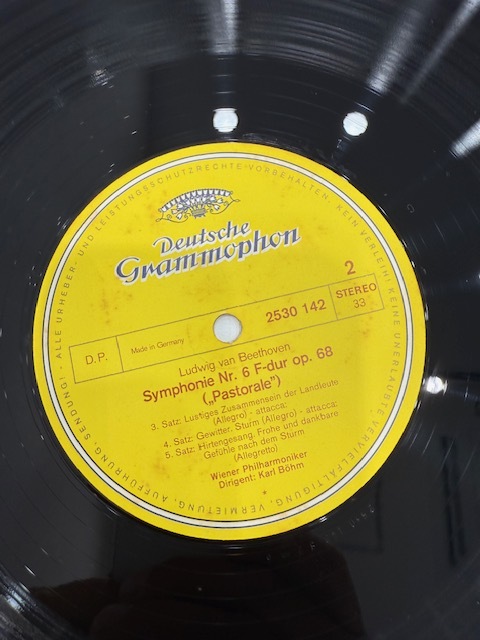 Deutsche
Grammophon
2
D.P.
Made in Germany
2530 142
STEREO
33
Ludwig van Beethoven
Symphonie Nr. 6 F-dur op. 68
(„Pastorale")
3. Satz: Lustiges Zusammensein der Landleute
(Allegro) - attacca:
4. Satz: Gewitter, Sturm (Allegro) - attacca:
5. Satz: Hirtengesang, Frohe und dankbare
Gefühle nach dem Sturm
(Allegretto)
Wiener Philharmoniker
Dirigent: Karl Böhm
ALLE URHEBER- UND LEISTUNGSSCHUTZRECHTE VORBEHALTEN · KEIN VERLEIH! KEINE UNERLAUBTE VERVIELFÄLTIGUNG, VERMIETUNG, AUFFÜHRUNG, SENDUNG ·